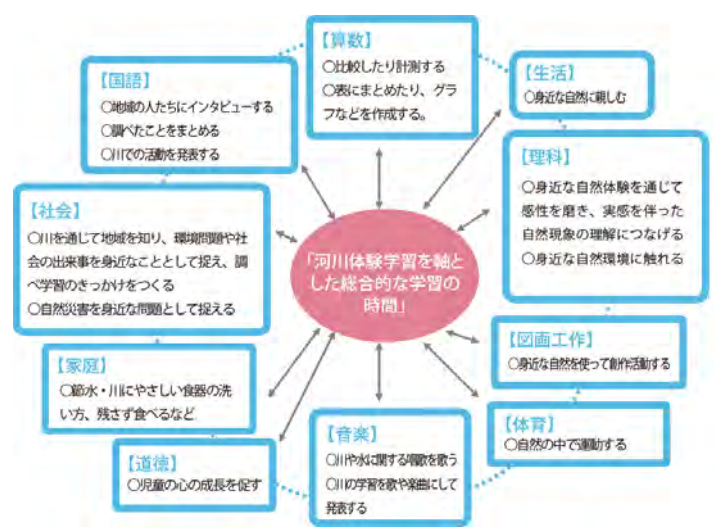 【算数】
○比較したり計測する
○表にまとめたり、グラ
フなどを作成する。
【国語】
○地域の人たちにインタビューする
○調べたことをまとめる
○川での活動を発表する
【生活】
○身近な自然に親しむ
【理科】
○身近な自然体験を通じて
感性を磨き、実感を伴った
自然現象の理解につなげる
○身近な自然環境に触れる
【社会】
○川を通じて地域を知り、環境問題や社
会の出来事を身近なこととして捉え、調
べ学習のきっかけをつくる
○自然災害を身近な問題として捉える
「河川体験学習を軸と
した総合的な学習の
時間」
【図画工作】
○身近な自然を使って創作活動する
【家庭】
○節水・川にやさしい食器の洗
い方、残さず食べるなど
【体育】
○自然の中で運動する
【音楽】
○川や水に関する唱歌を歌う
○川の学習を歌や楽曲にして
発表する
【道徳】
○児童の心の成長を促す